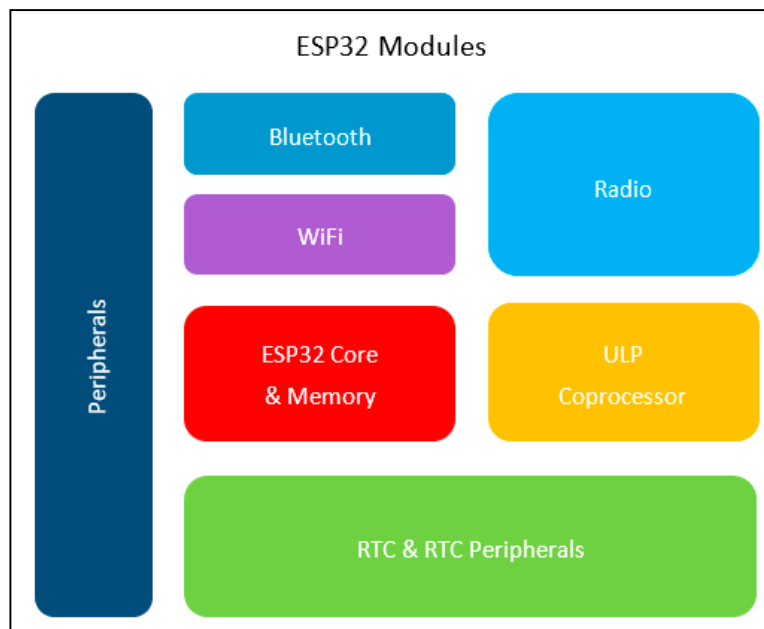 ESP32 Modules
Peripherals
Bluetooth
WiFi
Radio
ESP32 Core
& Memory
ULP
Coprocessor
RTC & RTC Peripherals